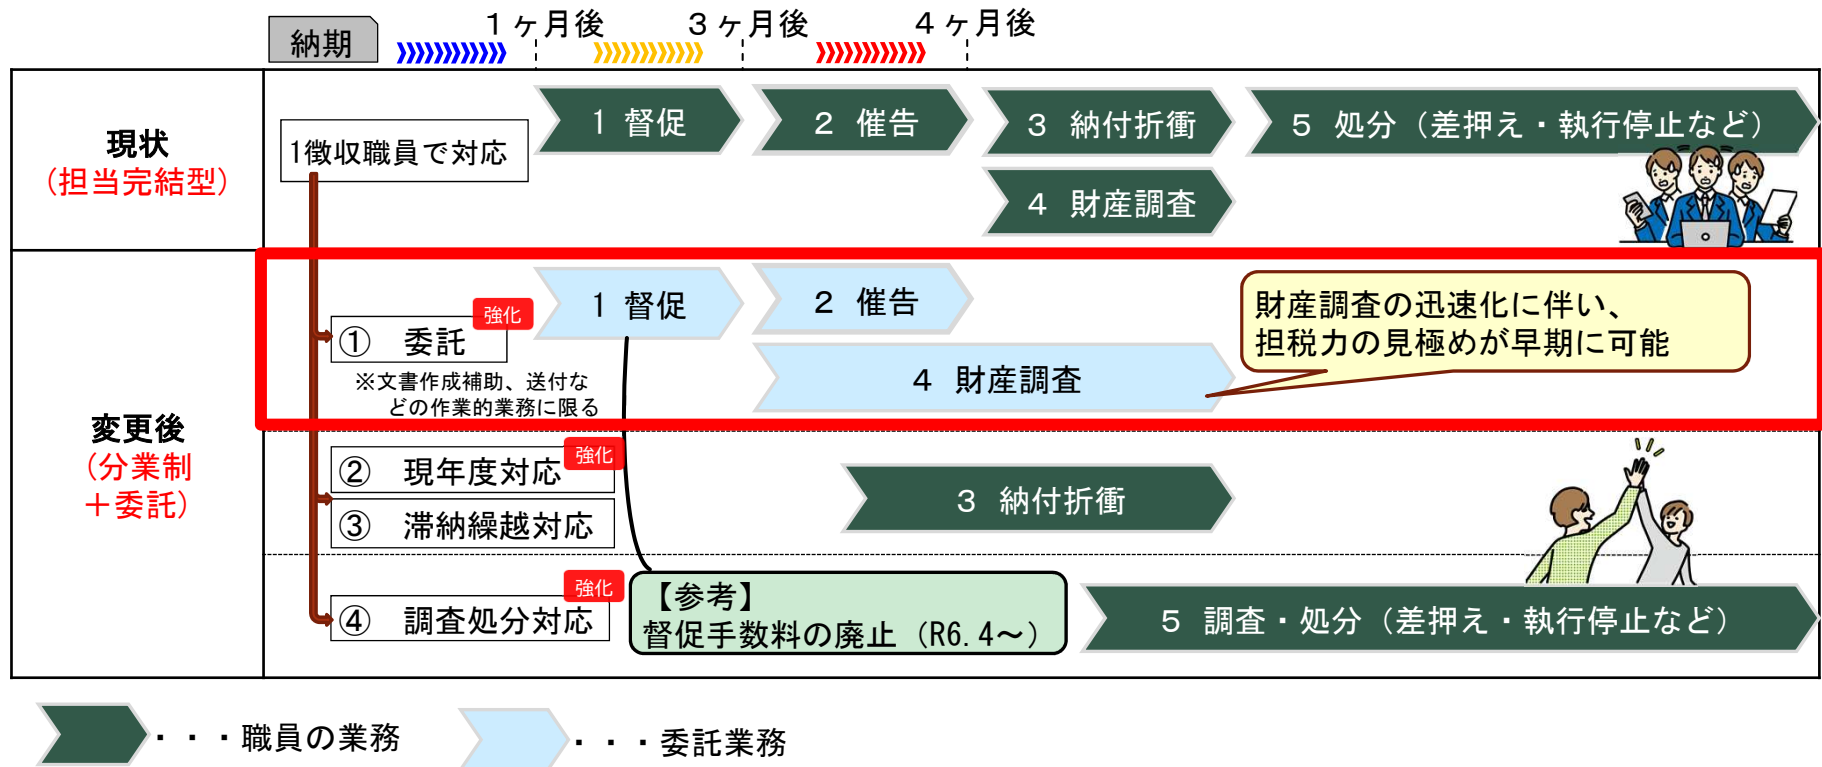 納期
1ヶ月後
3ヶ月後
4ヶ月後
現状
（担当完結型）
1徴収職員で対応
1 督促
2 催告
3 納付折衝
4 財産調査
5 処分（差押え・執行停止など）
変更後
（分業制
＋委託）
① 委託
強化
※文書作成補助、送付な
どの作業的業務に限る
1 督促
2 催告
4 財産調査
財産調査の迅速化に伴い、
担税力の見極めが早期に可能
② 現年度対応
強化
③ 滞納繰越対応
3 納付折衝
④ 調査処分対応
強化
【参考】
督促手数料の廃止（R6.4～）
5 調査・処分（差押え・執行停止など）
・・・職員の業務
・・・委託業務